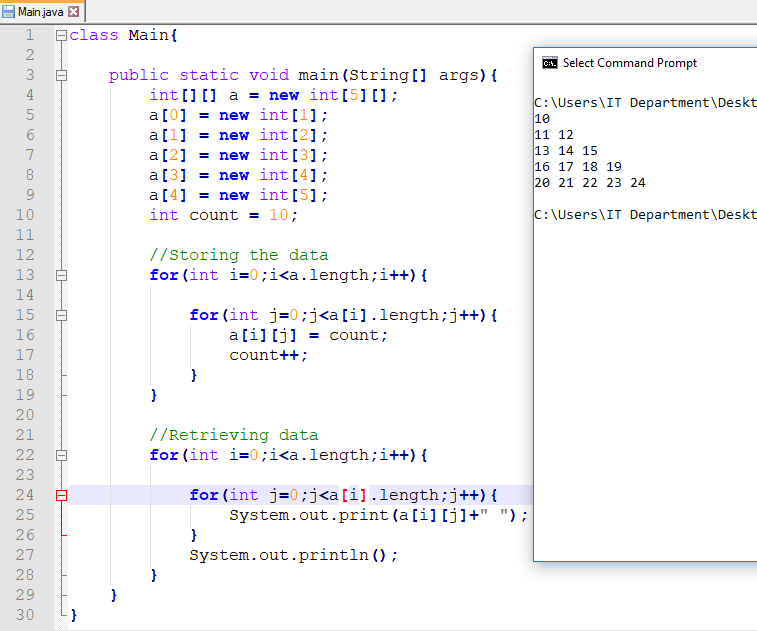 Main.java
1 class Main{
2
3 public static void main(String[] args){
4 int[][] a = new int[5][];
5 a[0] = new int[1];
6 a[1] = new int[2];
7 a[2] = new int[3];
8 a[3] = new int[4];
9 a[4] = new int[5];
10 int count = 10;
11
12 //Storing the data
13 for(int i=0;i<a.length;i++){
14
15 for(int j=0;j<a[i].length;j++){
16 a[i][j] = count;
17 count++;
18 }
19 }
20
21 //Retrieving data
22 for(int i=0;i<a.length;i++){
23
24 for(int j=0;j<a[i].length;j++){
25 System.out.print(a[i][j]+" ");
26 }
27 System.out.println();
28 }
29 }
30 }
Select Command Prompt
C:\Users\IT Department\Deskt
10
11 12
13 14 15
16 17 18 19
20 21 22 23 24
C:\Users\IT Department\Deskt